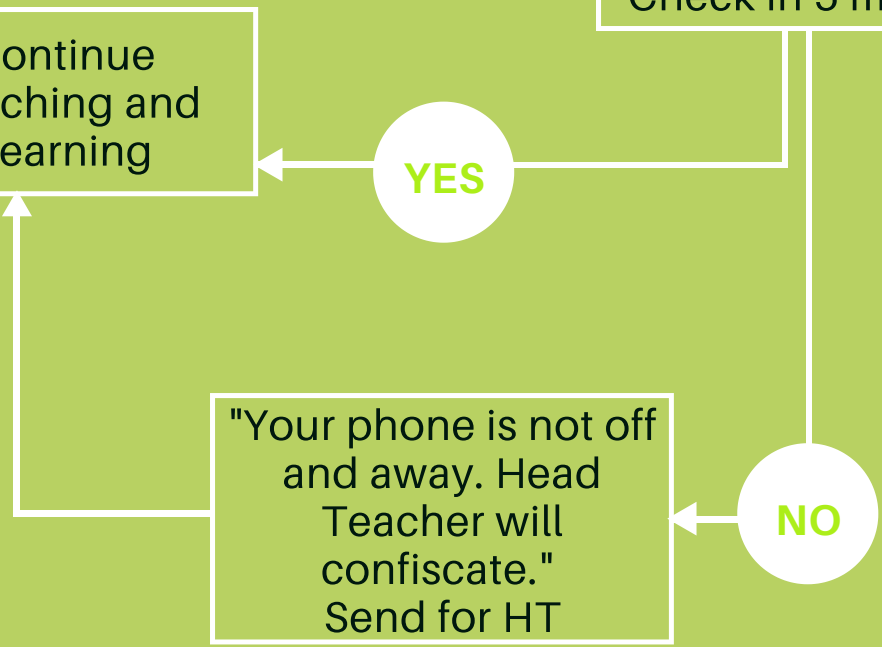 Check in 5 m
ontinue
ching and
earning
YES
"Your phone is not off
and away. Head
Teacher will
confiscate."
Send for HT
NO